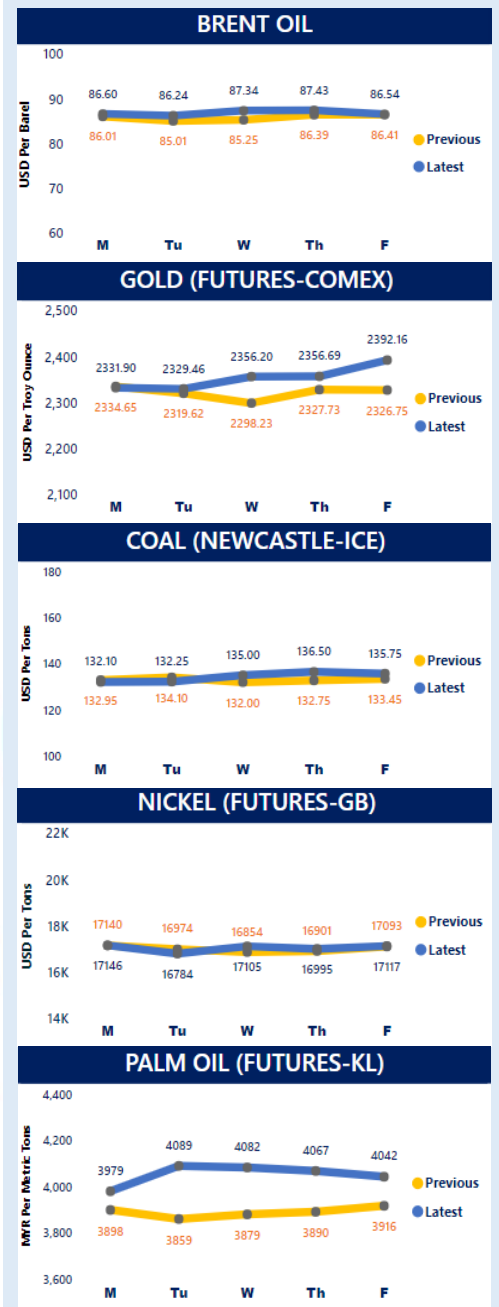 BRENT OIL
100
90
80
70
60
USD Per Barel
86.60 86.24 87.34 87.43 86.54
86.01 85.01 85.25 86.39 86.41
Previous
Latest
M Tu W Th F
GOLD (FUTURES-COMEX)
2,500
2,400
2,300
2,200
2,100
USD Per Troy Ounce
2331.90 2329.46 2356.20 2356.69 2392.16
2334.65 2319.62 2298.23 2327.73 2326.75
Previous
Latest
M Tu W Th F
COAL (NEWCASTLE-ICE)
180
160
140
120
100
USD Per Tons
132.10 132.25 135.00 136.50 135.75
132.95 134.10 132.00 132.75 133.45
Previous
Latest
M Tu W Th F
NICKEL (FUTURES-GB)
22K
20K
18K
16K
14K
USD Per Tons
17140 16974 16854 16901 17093
17146 16784 17105 16995 17117
Previous
Latest
M Tu W Th F
PALM OIL (FUTURES-KL)
4,400
4,200
4,000
3,800
3,600
MYR Per Metric Tons
3979 4089 4082 4067 4042
3898 3859 3879 3890 3916
Previous
Latest
M Tu W Th F